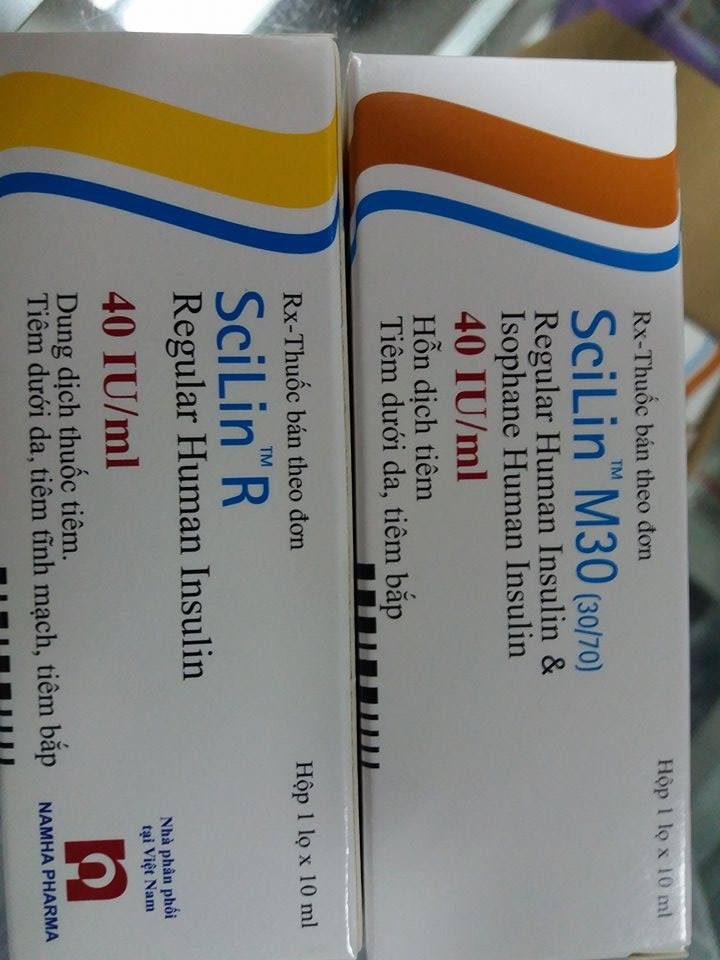 Rx-Thuốc bán theo đơn
Hộp 1 lọ x 10 ml
SciLin™ M30 (30/70)
Regular Human Insulin &
Isophane Human Insulin
40 IU/ml
Hỗn dịch tiêm
Tiêm dưới da, tiêm bắp
Rx-Thuốc bán theo đơn
Hộp 1 lọ x 10 ml
SciLin™ R
Regular Human Insulin
40 IU/ml
Dung dịch thuốc tiêm.
Tiêm dưới da, tiêm tĩnh mạch, tiêm bắp
Nhà phân phối
tại Việt Nam
NAMHA PHARMA